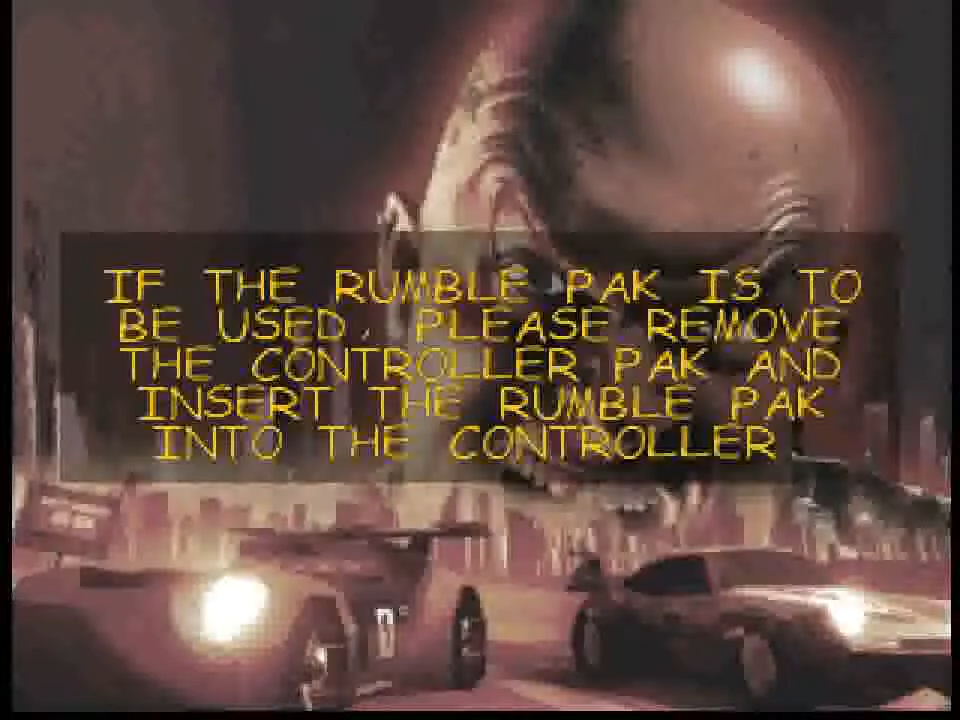 IF THE RUMBLE PAK IS TO
BE USED, PLEASE REMOVE
THE CONTROLLER PAK AND
INSERT THE RUMBLE PAK
INTO THE CONTROLLER